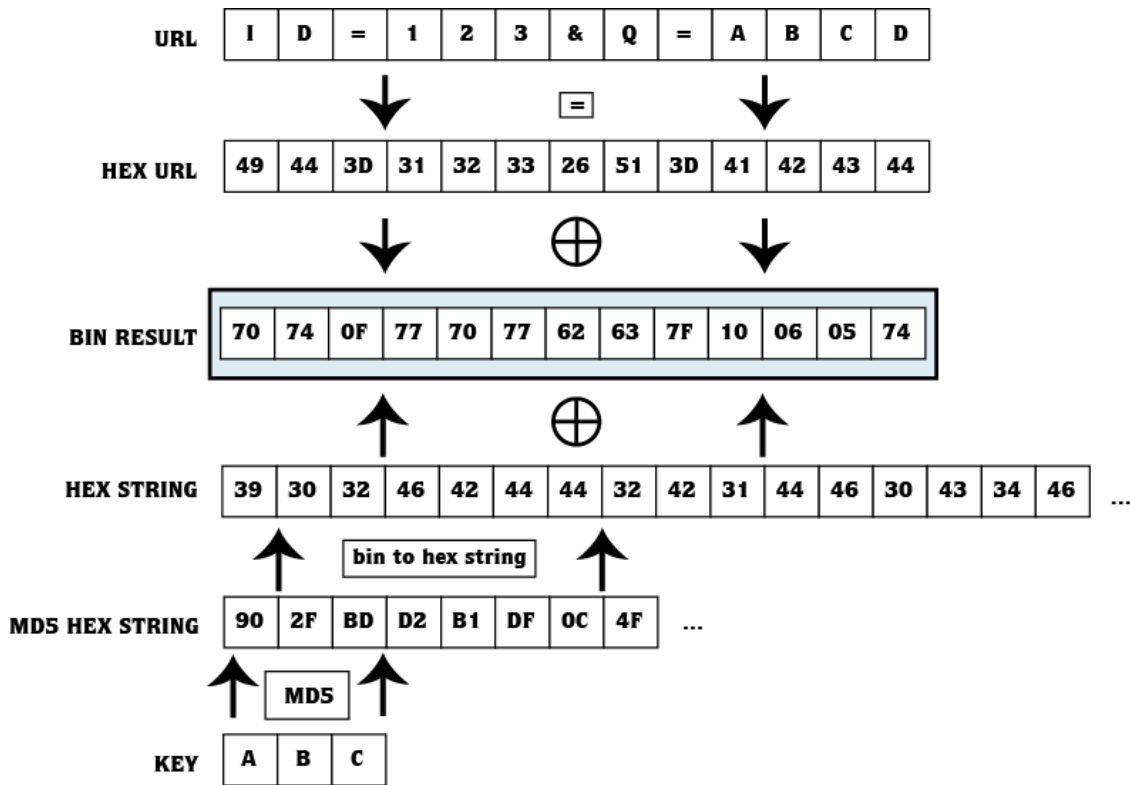 URL I D = 1 2 3 & Q = A B C D
=
HEX URL 49 44 3D 31 32 33 26 51 3D 41 42 43 44
BIN RESULT 70 74 0F 77 70 77 62 63 7F 10 06 05 74
HEX STRING 39 30 32 46 42 44 44 32 42 31 44 46 30 43 34 46 ...
bin to hex string
MD5 HEX STRING 90 2F BD D2 B1 DF 0C 4F ...
MD5
KEY A B C